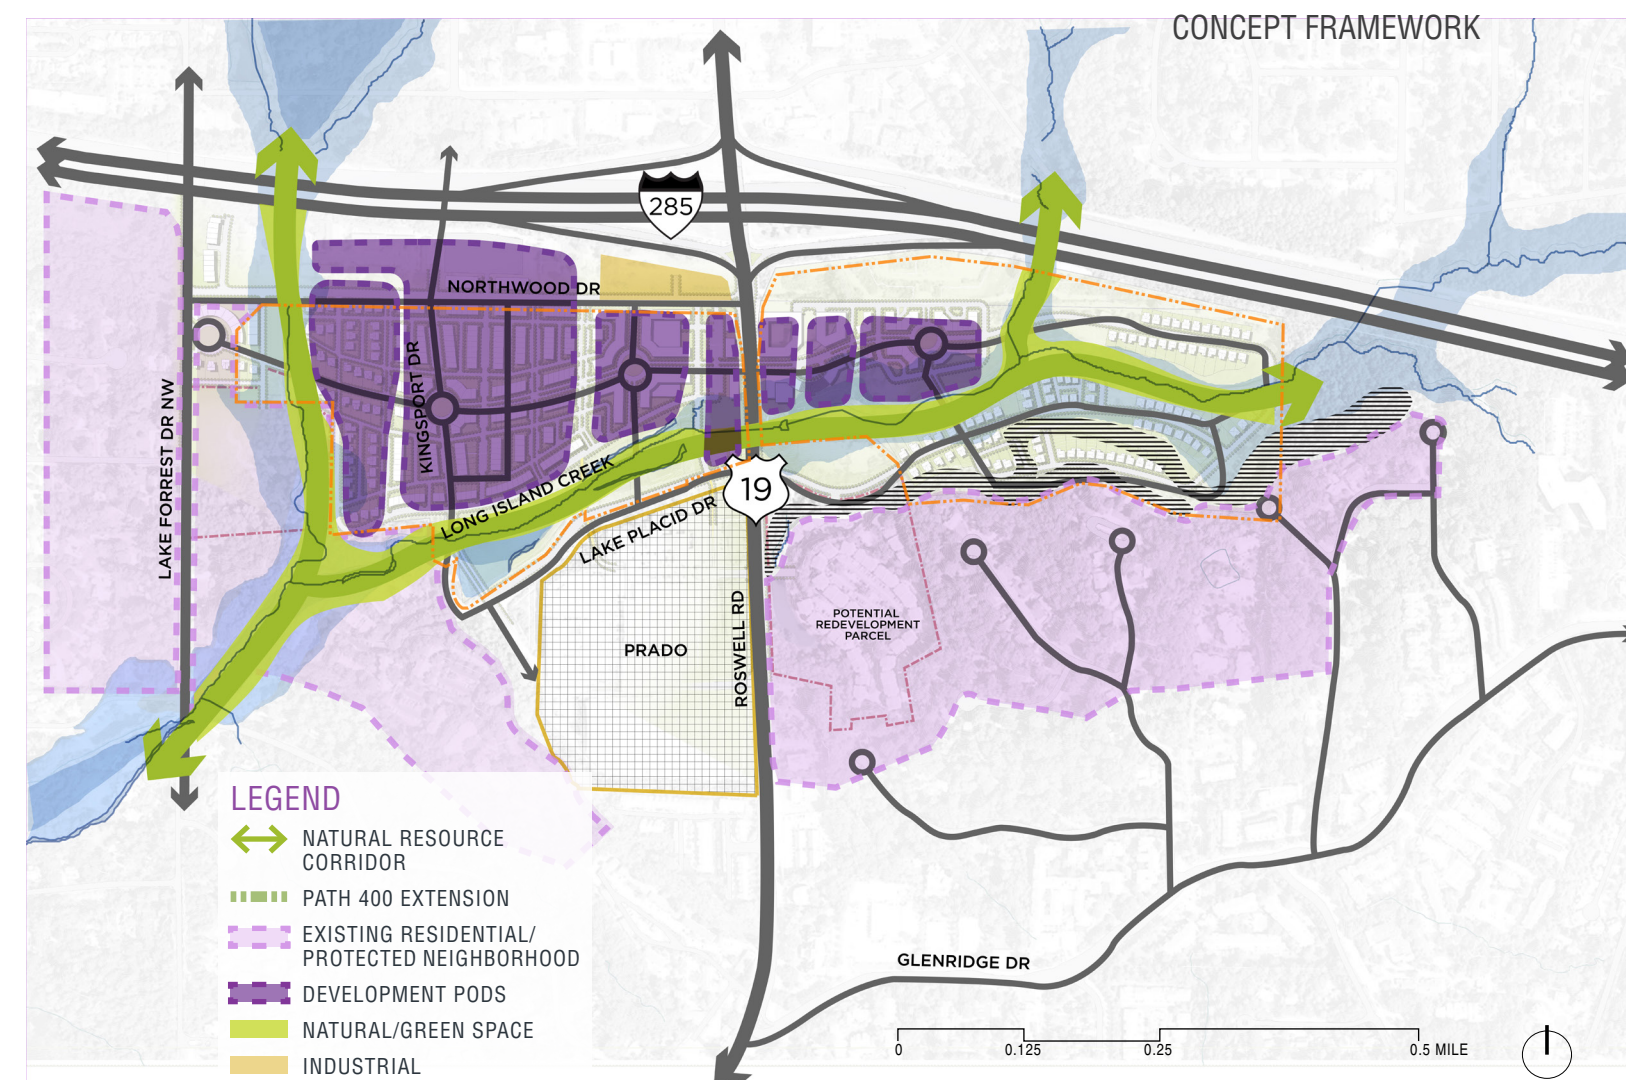 CONCEPT FRAMEWORK
285
NORTHWOOD DR
KINGSPORT DR
LAKE FORREST DR NW
LONG ISLAND CREEK
LAKE PLACID DR
19
ROSWELL RD
PRADO
POTENTIAL
REDEVELOPMENT
PARCEL
GLENRIDGE DR
LEGEND
NATURAL RESOURCE
CORRIDOR
PATH 400 EXTENSION
EXISTING RESIDENTIAL/
PROTECTED NEIGHBORHOOD
DEVELOPMENT PODS
NATURAL/GREEN SPACE
INDUSTRIAL
0 0.125 0.25 0.5 MILE